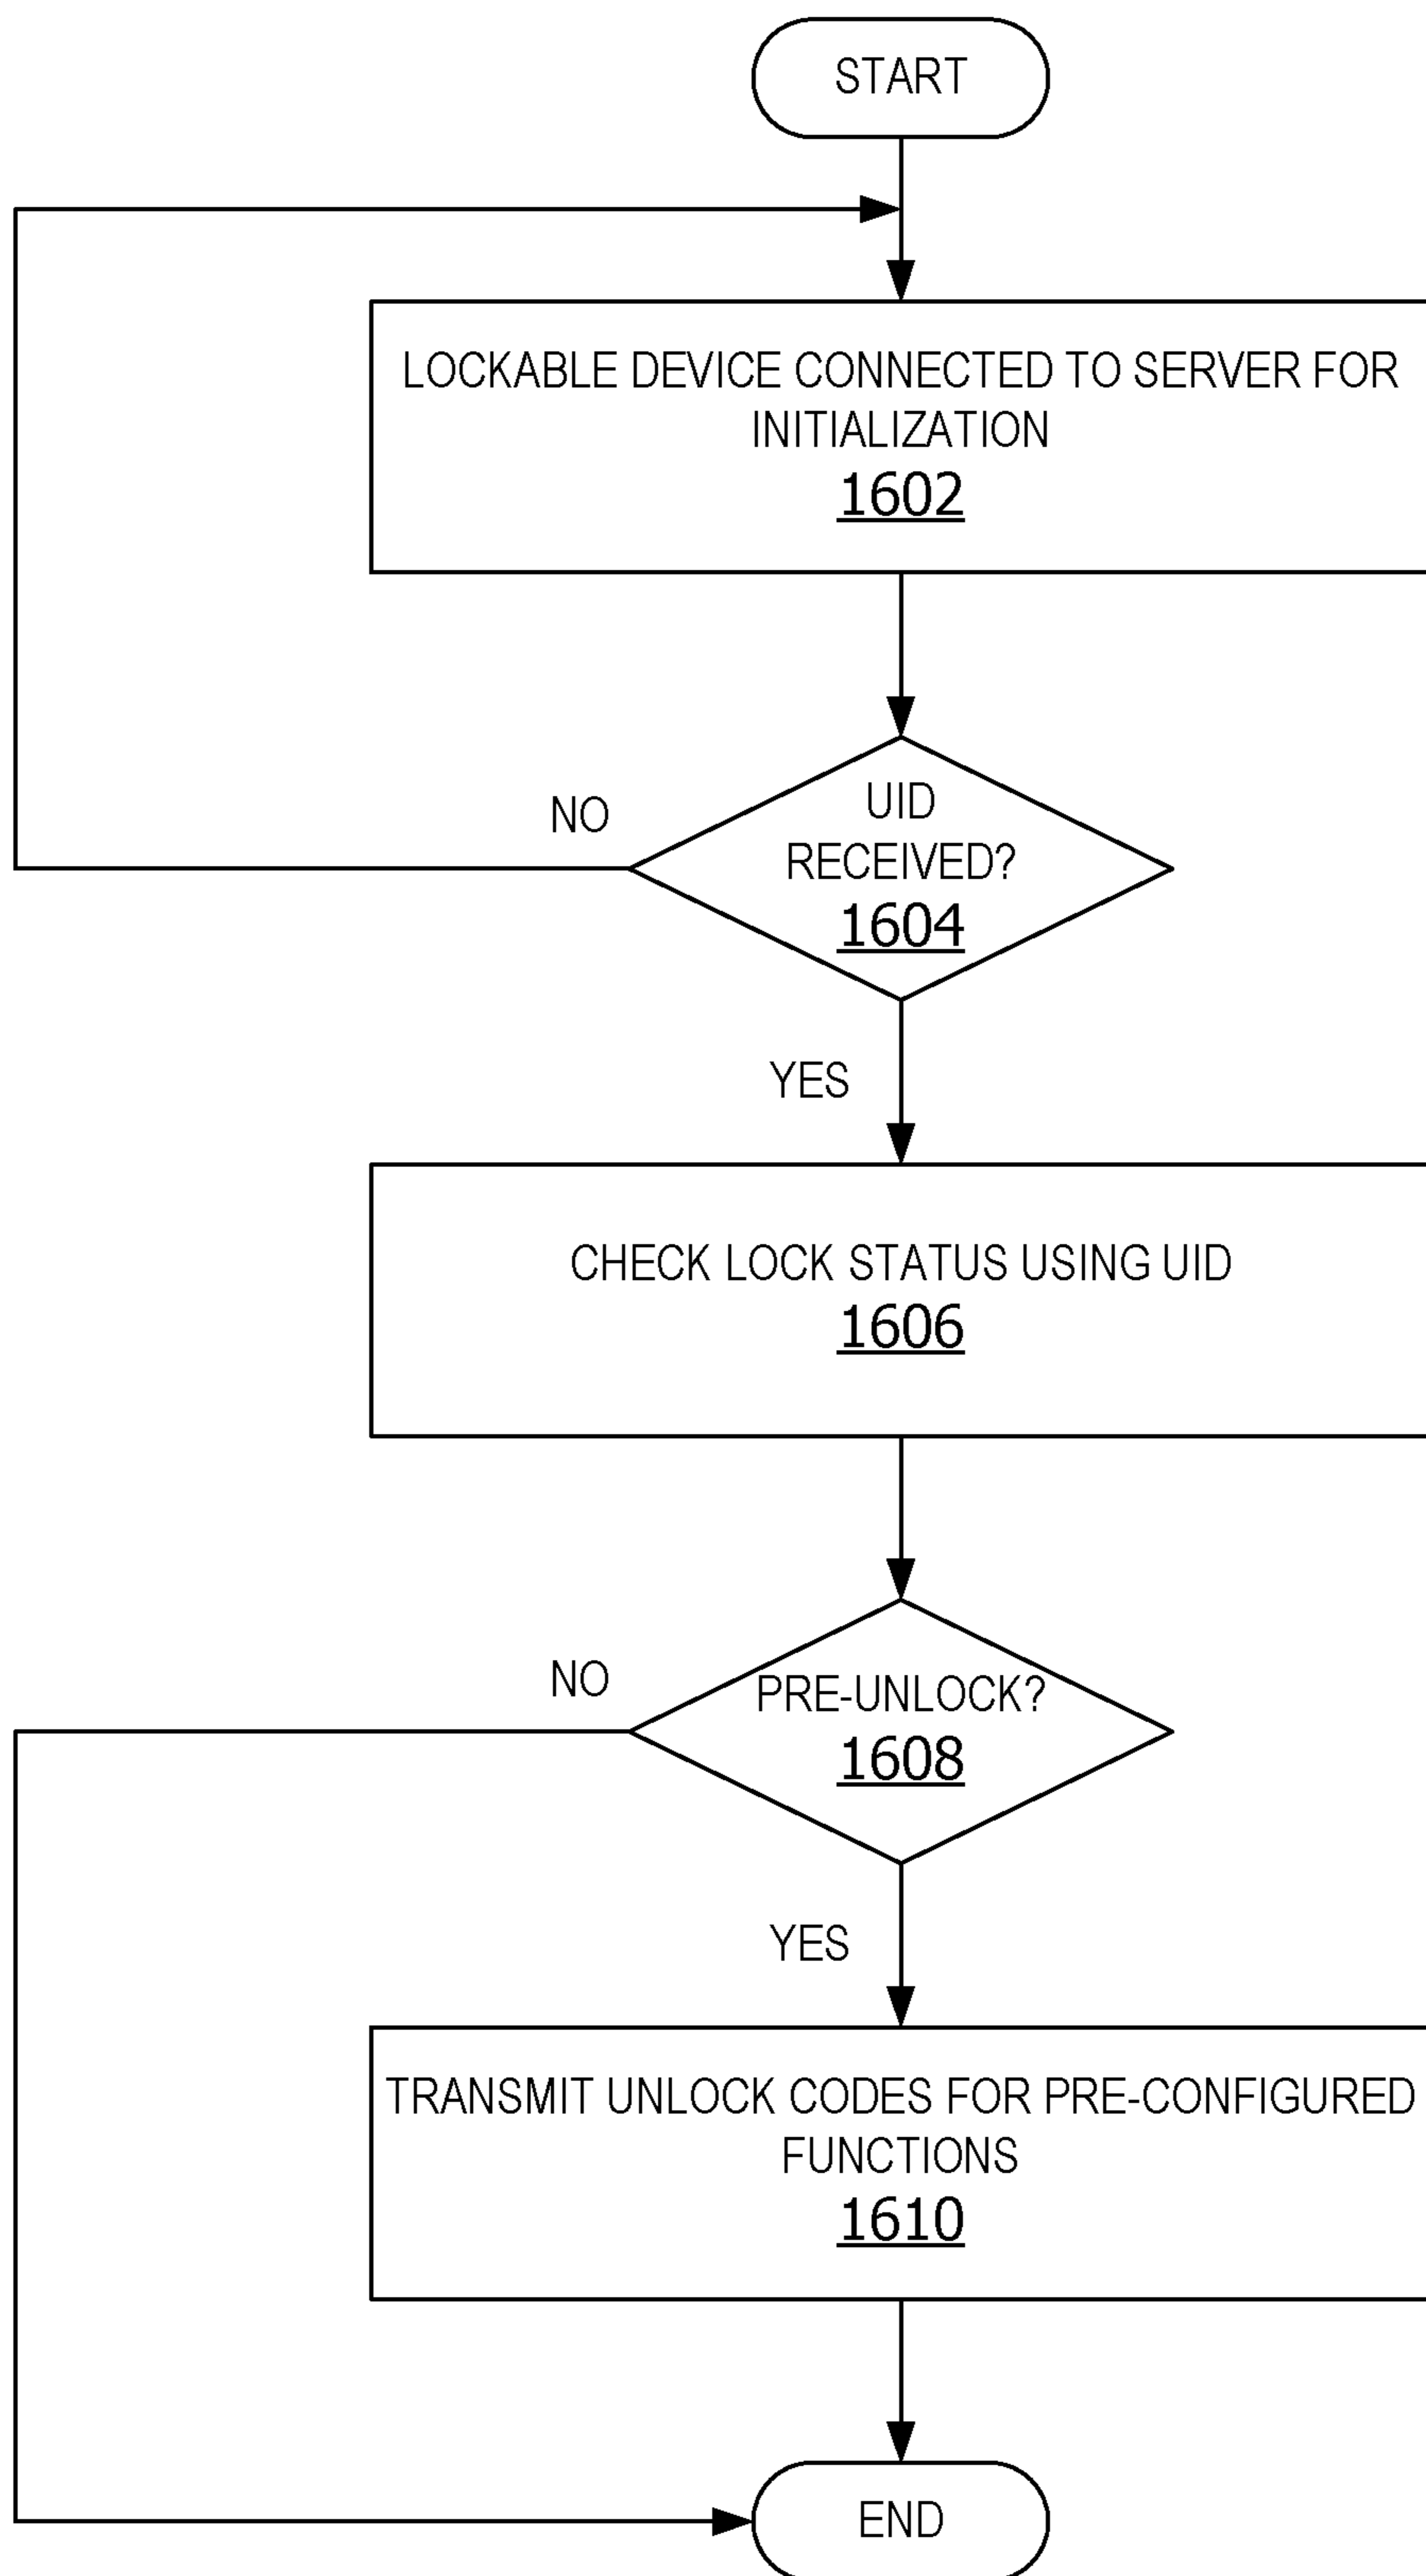 START
LOCKABLE DEVICE CONNECTED TO SERVER FOR
INITIALIZATION
1602
NO
UID
RECEIVED?
1604
YES
CHECK LOCK STATUS USING UID
1606
NO
PRE-UNLOCK?
1608
YES
TRANSMIT UNLOCK CODES FOR PRE-CONFIGURED
FUNCTIONS
1610
END